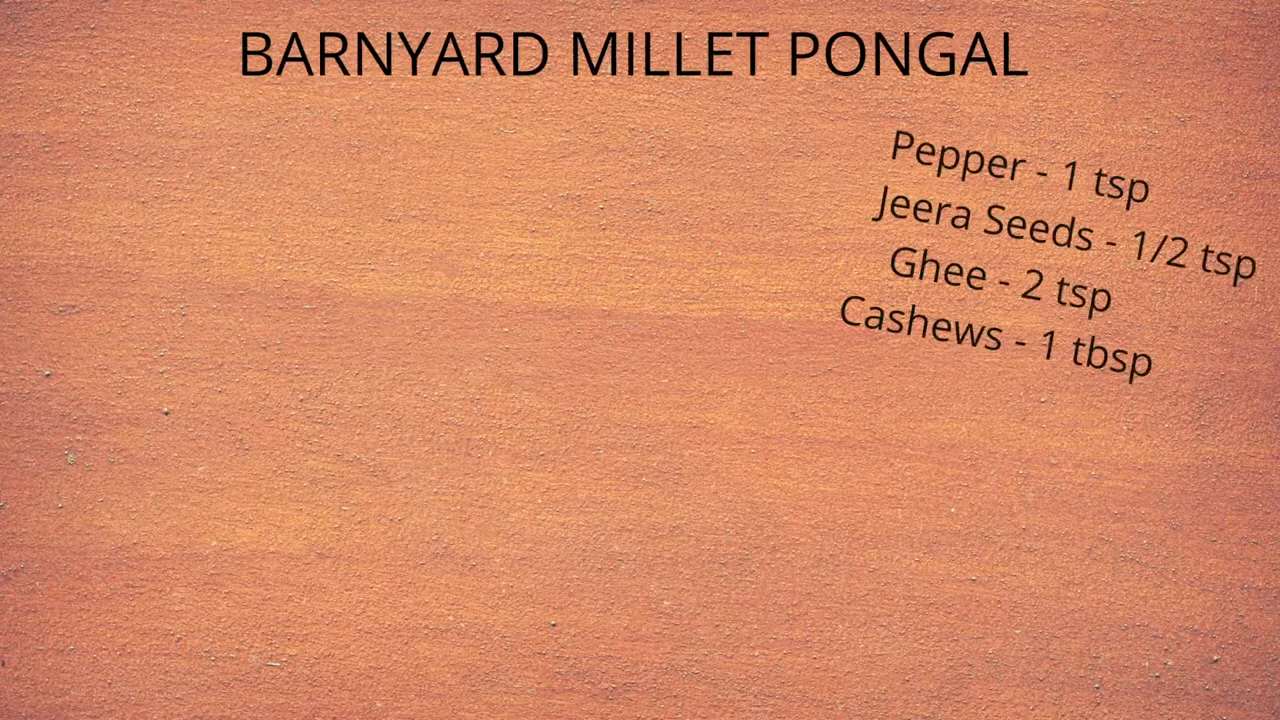 BARNYARD MILLET PONGAL
Pepper - 1 tsp
Jeera Seeds - 1/2 tsp
Ghee - 2 tsp
Cashews - 1 tbsp